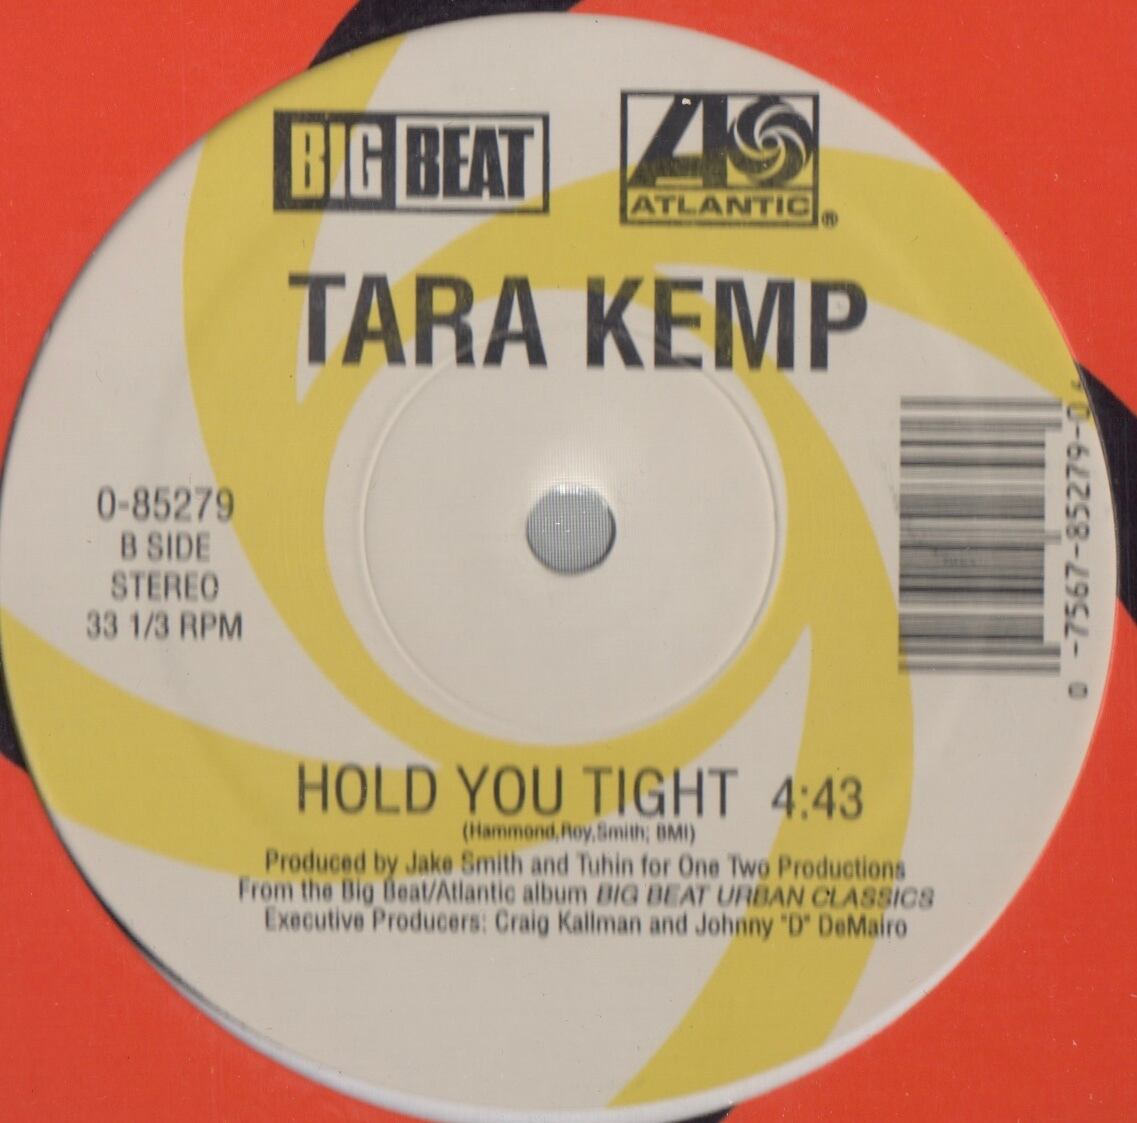 BIG BEAT
ATLANTIC®
TARA KEMP
0-85279
B SIDE
STEREO
33 1/3 RPM
0 -7567-85279-0
HOLD YOU TIGHT 4:43
(Hammond,Roy,Smith; BMI)
Produced by Jake Smith and Tuhin for One Two Productions
From the Big Beat/Atlantic album BIG BEAT URBAN CLASSICS
Executive Producers: Craig Kallman and Johnny "D" DeMairo